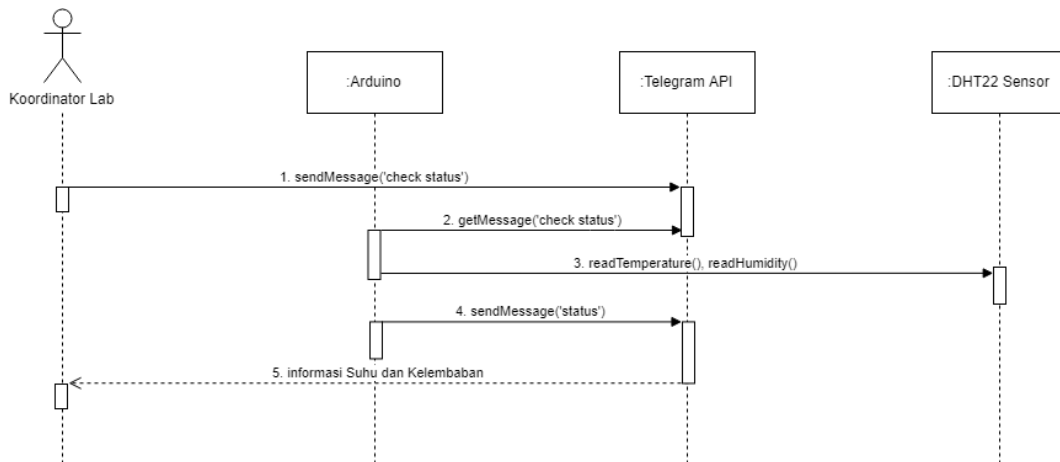 Koordinator Lab
:Arduino
:Telegram API
:DHT22 Sensor
1. sendMessage('check status')
2. getMessage('check status')
3. readTemperature(), readHumidity()
4. sendMessage('status')
5. informasi Suhu dan Kelembaban